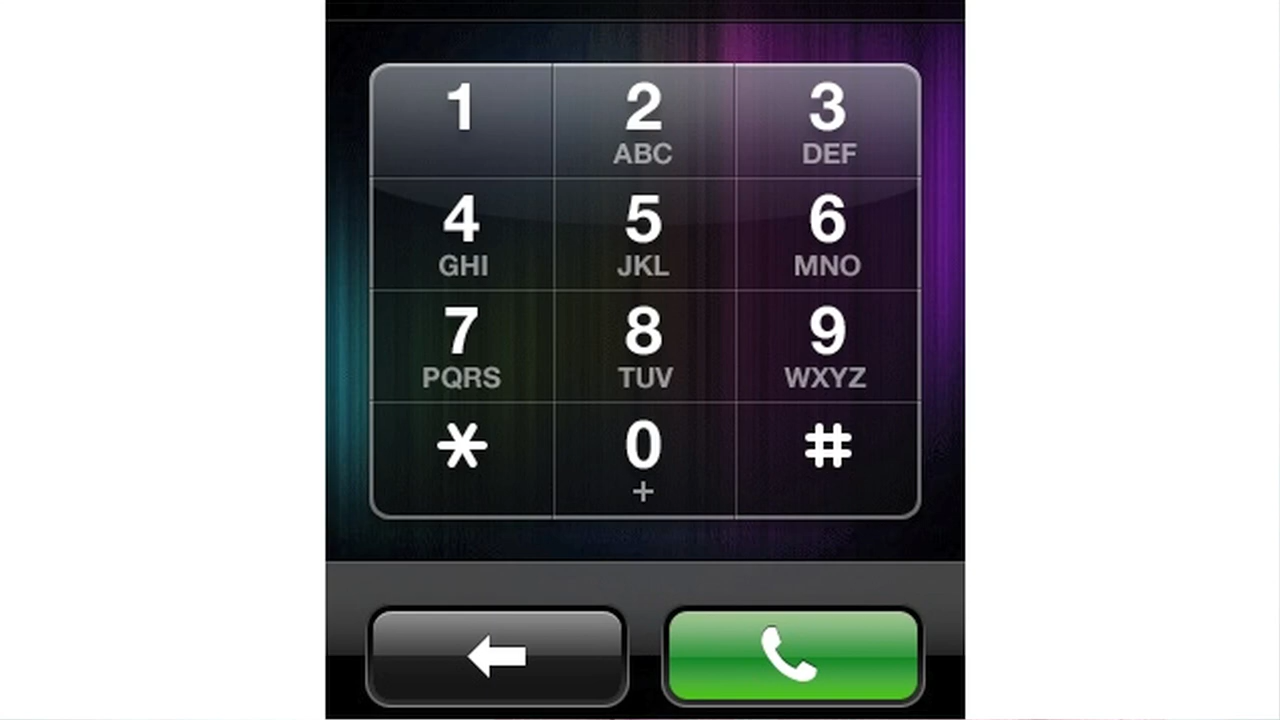 1 2 3
ABC DEF
4 5 6
GHI JKL MNO
7 8 9
PQRS TUV WXYZ
* 0 #
+